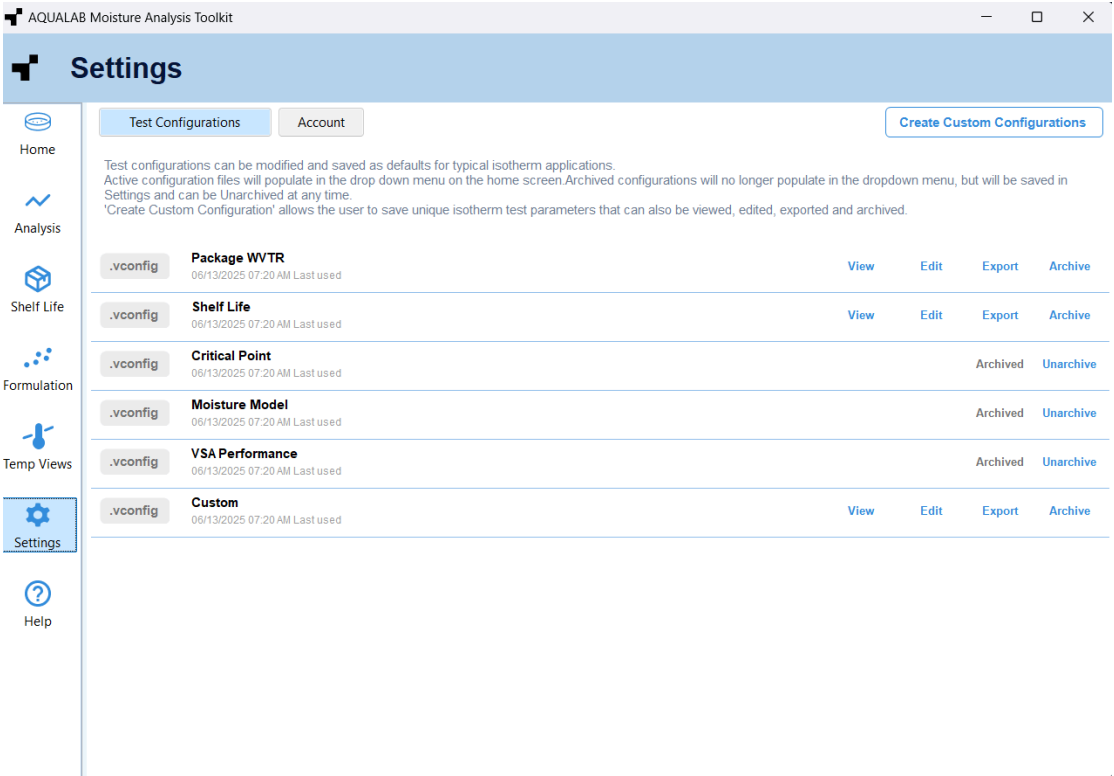 AQUALAB Moisture Analysis Toolkit
Settings
Home
Analysis
Shelf Life
Formulation
Temp Views
Settings
Help
Test Configurations Account Create Custom Configurations
Test configurations can be modified and saved as defaults for typical isotherm applications.
Active configuration files will populate in the drop down menu on the home screen.Archived configurations will no longer populate in the dropdown menu, but will be saved in
Settings and can be Unarchived at any time.
'Create Custom Configuration' allows the user to save unique isotherm test parameters that can also be viewed, edited, exported and archived.
.vconfig Package WVTR View Edit Export Archive
06/13/2025 07:20 AM Last used
.vconfig Shelf Life View Edit Export Archive
06/13/2025 07:20 AM Last used
.vconfig Critical Point Archived Unarchive
06/13/2025 07:20 AM Last used
.vconfig Moisture Model Archived Unarchive
06/13/2025 07:20 AM Last used
.vconfig VSA Performance Archived Unarchive
06/13/2025 07:20 AM Last used
.vconfig Custom View Edit Export Archive
06/13/2025 07:20 AM Last used